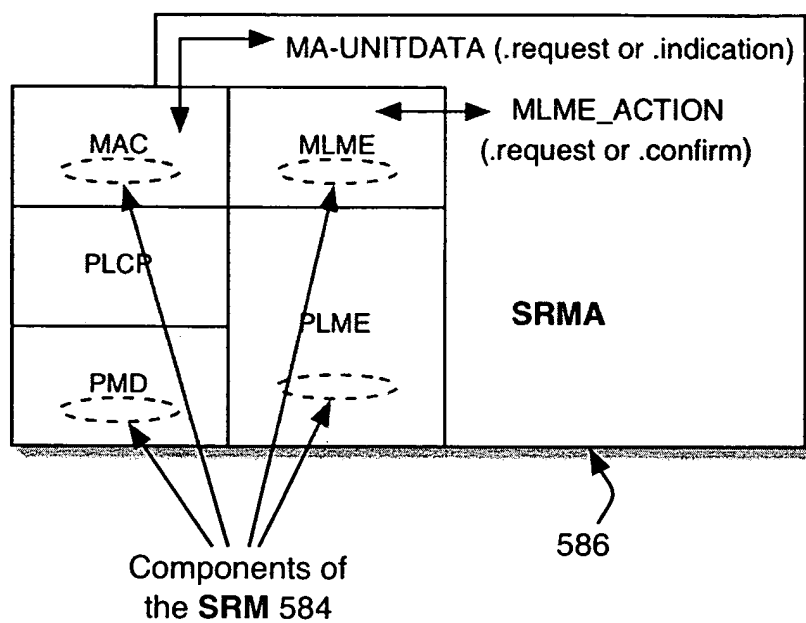 MA-UNITDATA (.request or .indication)
MLME_ACTION
(.request or .confirm)
MAC
MLME
PLCP
PLME
SRMA
PMD
586
Components of
the SRM 584